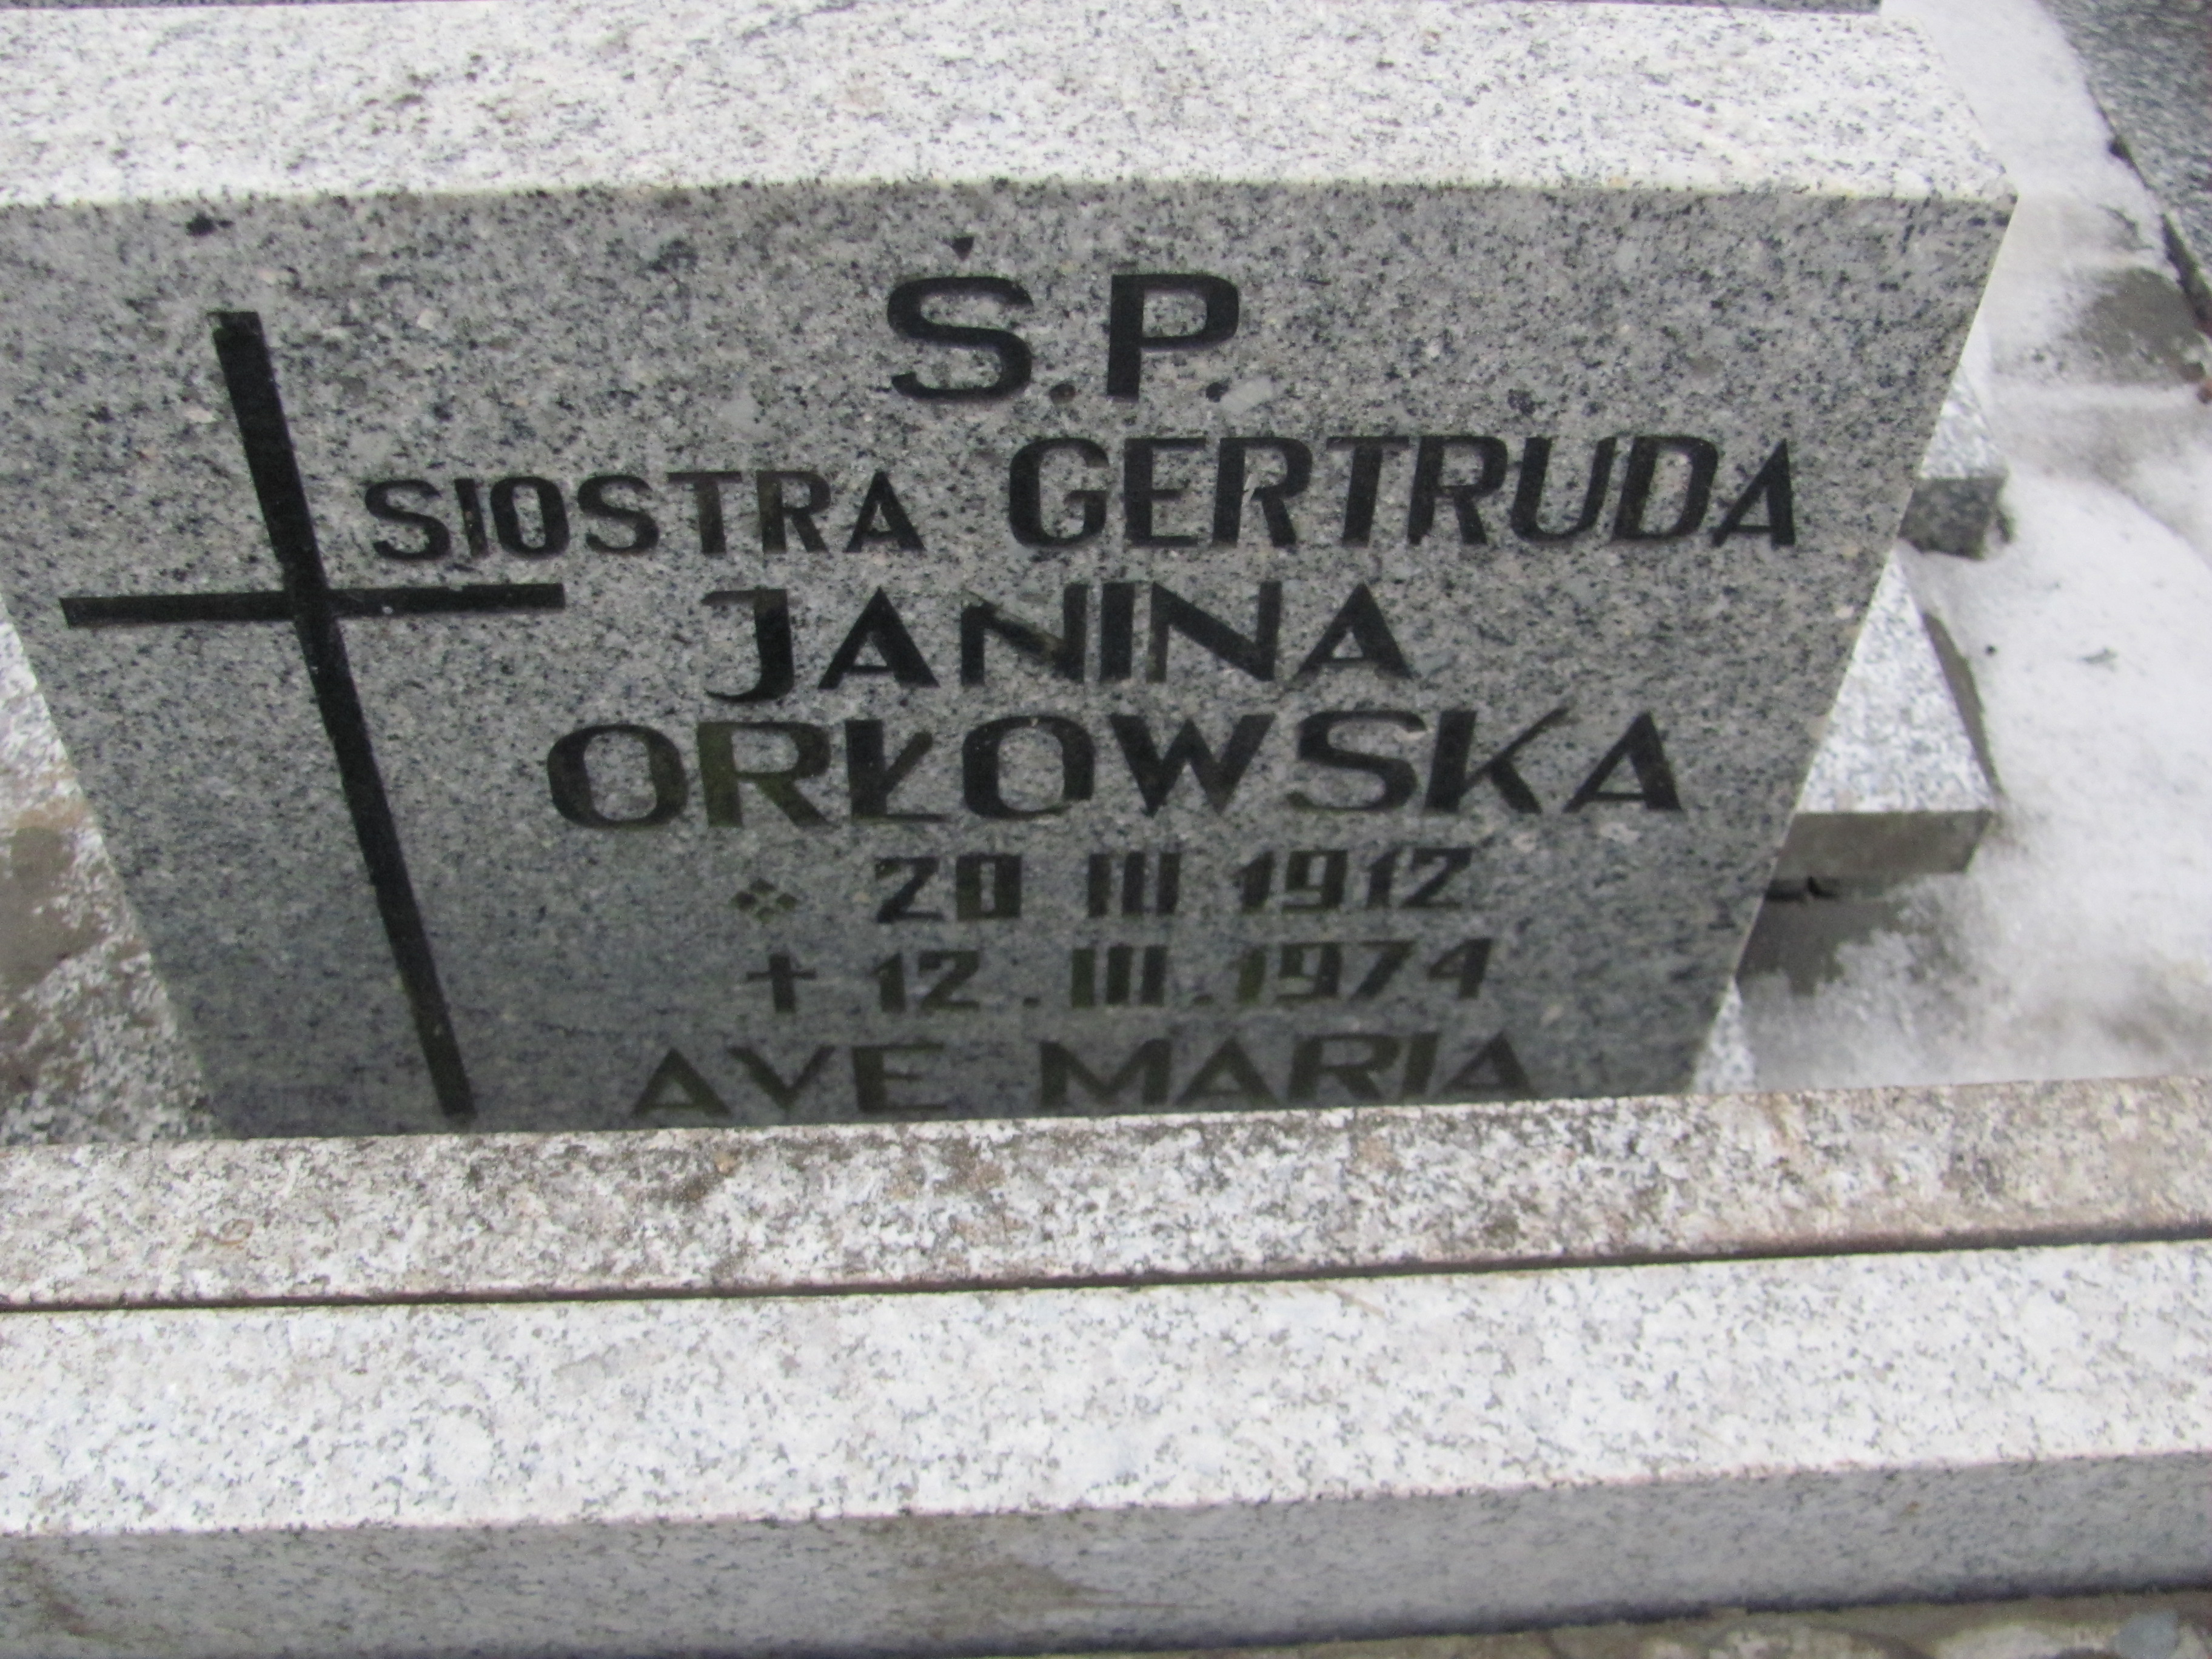 Ś.P.
SIOSTRA GERTRUDA
JANINA
ORŁOWSKA
20 III 1912
+ 12.III.1974
AVE MARIA